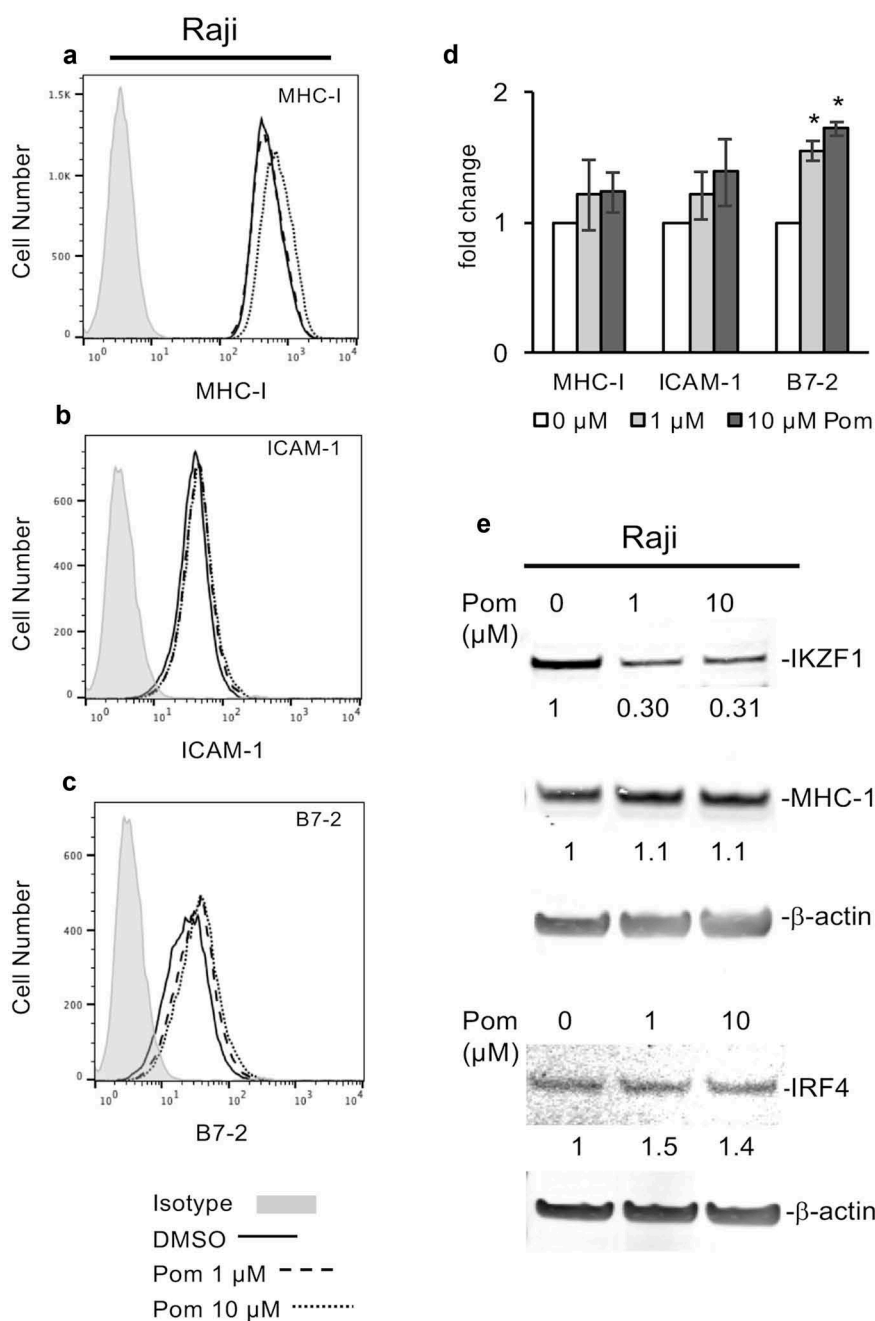 Raji
a
MHC-I
1.5K
1.0K
500
0
Cell Number
10^0 10^1 10^2 10^3 10^4
MHC-I
b
ICAM-1
600
400
200
0
Cell Number
10^0 10^1 10^2 10^3 10^4
ICAM-1
c
B7-2
600
400
200
0
Cell Number
10^0 10^1 10^2 10^3 10^4
B7-2
Isotype
DMSO
Pom 1 µM
Pom 10 µM
d
2
1
0
fold change
* *
MHC-I ICAM-1 B7-2
0 µM 1 µM 10 µM Pom
e
Raji
Pom 0 1 10
(µM)
-IKZF1
1 0.30 0.31
-MHC-1
1 1.1 1.1
-β-actin
Pom 0 1 10
(µM)
-IRF4
1 1.5 1.4
-β-actin